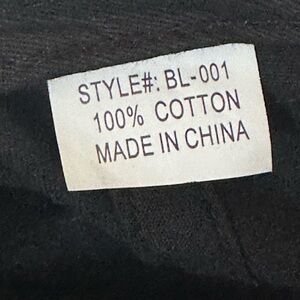 STYLE#: BL-001
100% COTTON
MADE IN CHINA